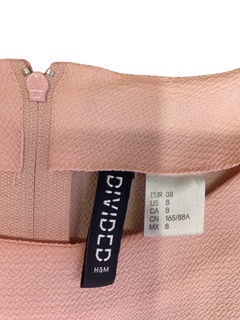 DIVIDED
H&M
EUR 38
US 8
CA 8
CN 165/88A
MX 8